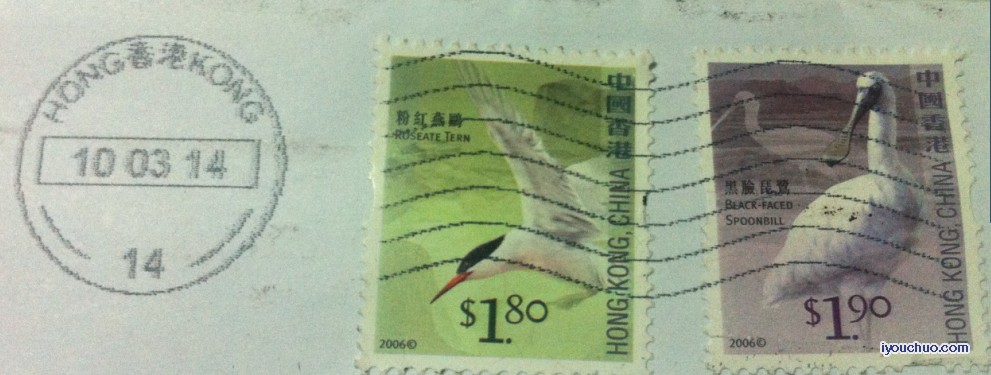 HONG香港KONG
10 03 14
14
粉紅燕鷗
ROSEATE TERN
中國香港
HONG KONG, CHINA
$1.80
2006©
黑臉琵鷺
BLACK-FACED
SPOONBILL
中國香港
HONG KONG, CHINA
$1.90
2006©
iyouchuo.com